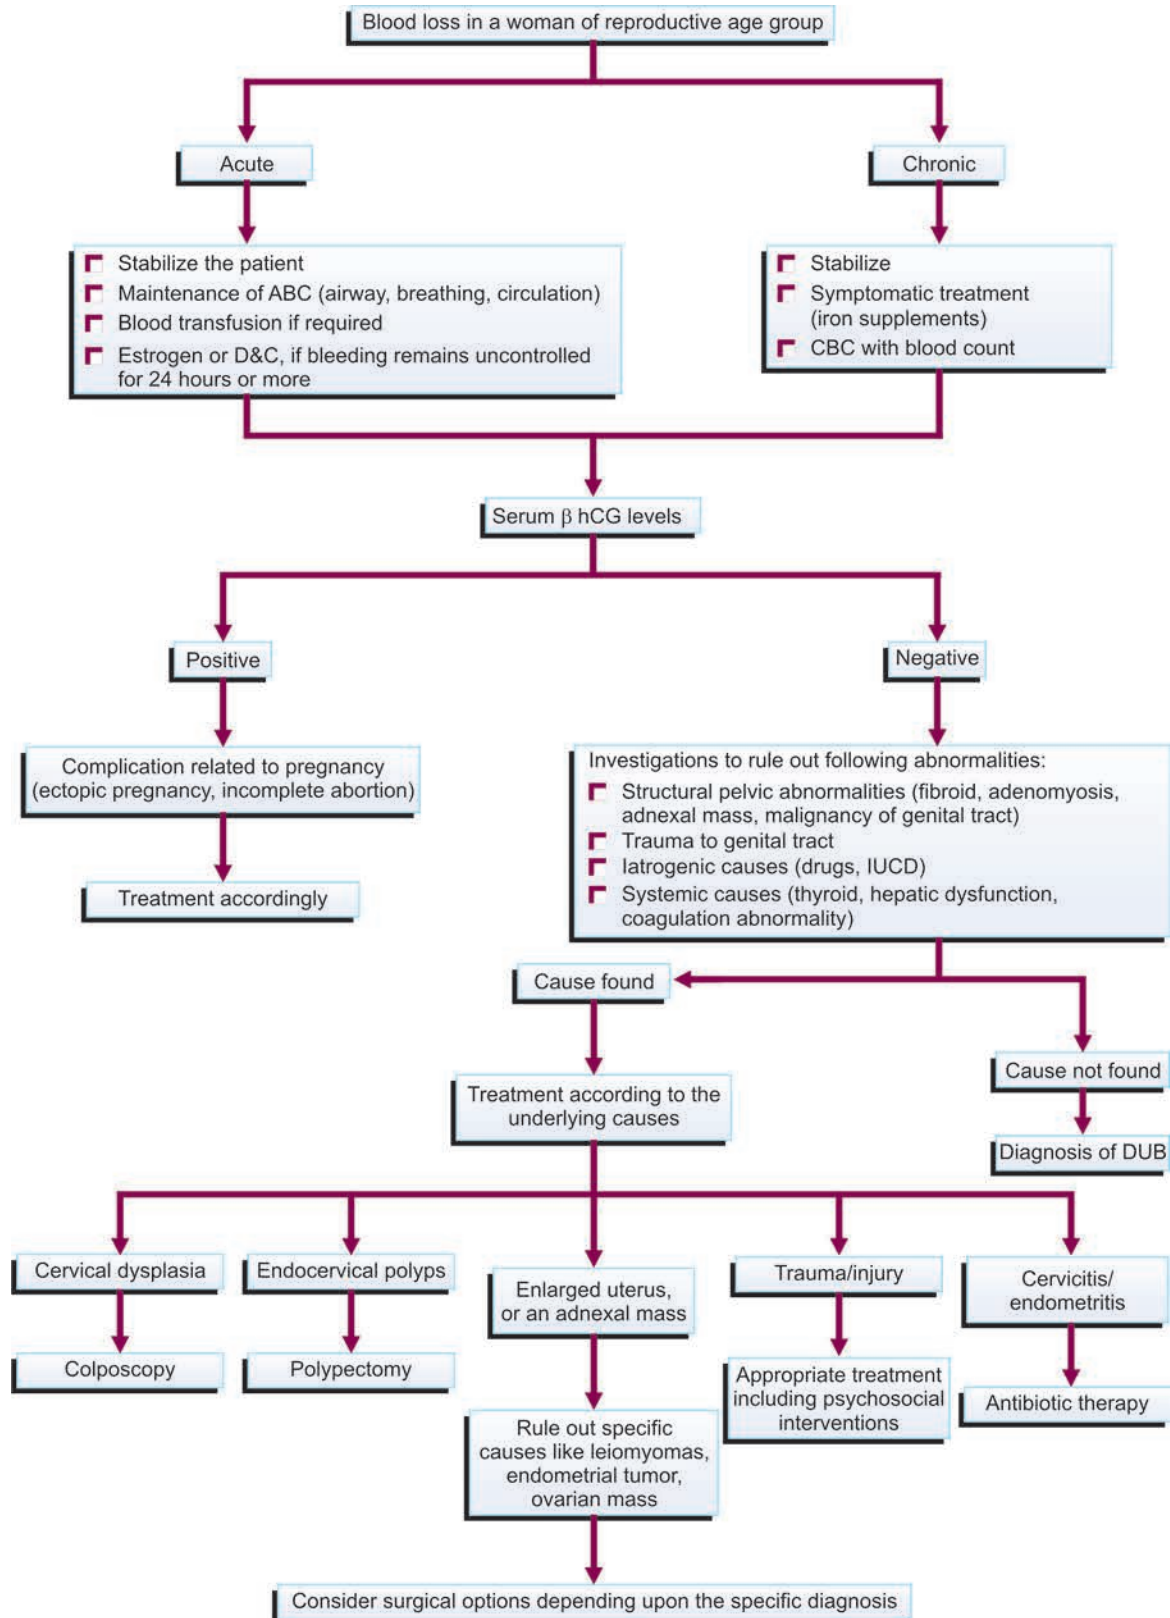 Blood loss in a woman of reproductive age group
Acute
Chronic
Stabilize the patient
Maintenance of ABC (airway, breathing, circulation)
Blood transfusion if required
Estrogen or D&C, if bleeding remains uncontrolled
for 24 hours or more
Stabilize
Symptomatic treatment
(iron supplements)
CBC with blood count
Serum β hCG levels
Positive
Negative
Complication related to pregnancy
(ectopic pregnancy, incomplete abortion)
Treatment accordingly
Investigations to rule out following abnormalities:
Structural pelvic abnormalities (fibroid, adenomyosis,
adnexal mass, malignancy of genital tract)
Trauma to genital tract
Iatrogenic causes (drugs, IUCD)
Systemic causes (thyroid, hepatic dysfunction,
coagulation abnormality)
Cause found
Cause not found
Treatment according to the
underlying causes
Diagnosis of DUB
Cervical dysplasia
Endocervical polyps
Enlarged uterus,
or an adnexal mass
Trauma/injury
Cervicitis/
endometritis
Colposcopy
Polypectomy
Rule out specific
causes like leiomyomas,
endometrial tumor,
ovarian mass
Appropriate treatment
including psychosocial
interventions
Antibiotic therapy
Consider surgical options depending upon the specific diagnosis